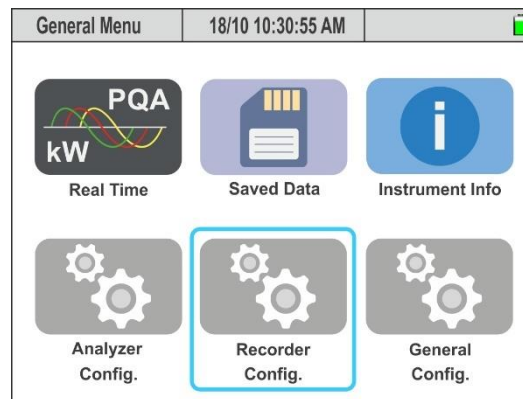 General Menu 18/10 10:30:55 AM
PQA
kW
i
Real Time Saved Data Instrument Info
Analyzer Recorder General
Config. Config. Config.